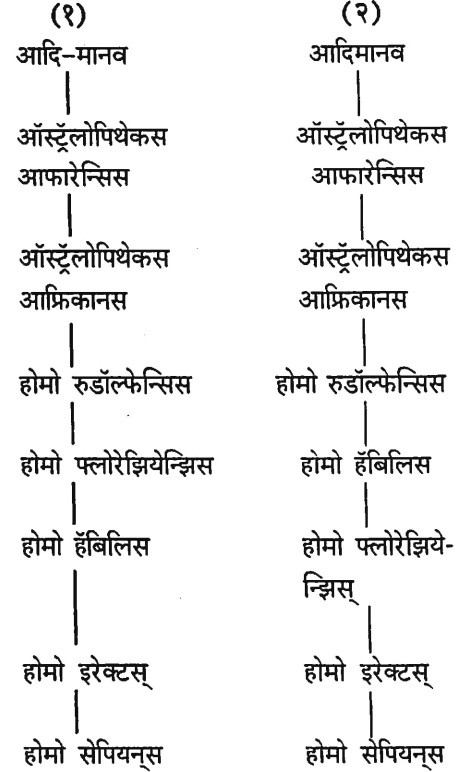 (१)
आदि-मानव
ऑस्ट्रॅलोपिथेकस
आफारेन्सिस
ऑस्ट्रॅलोपिथेकस
आफ्रिकानस
होमो रुडॉल्फेन्सिस
होमो फ्लोरेझियेन्झिस
होमो हॅबिलिस
होमो इरेक्टस्
होमो सेपियन्स
(२)
आदिमानव
ऑस्ट्रॅलोपिथेकस
आफारेन्सिस
ऑस्ट्रॅलोपिथेकस
आफ्रिकानस
होमो रुडॉल्फेन्सिस
होमो हॅबिलिस
होमो फ्लोरेझिये-
न्झिस्
होमो इरेक्टस्
होमो सेपियन्स